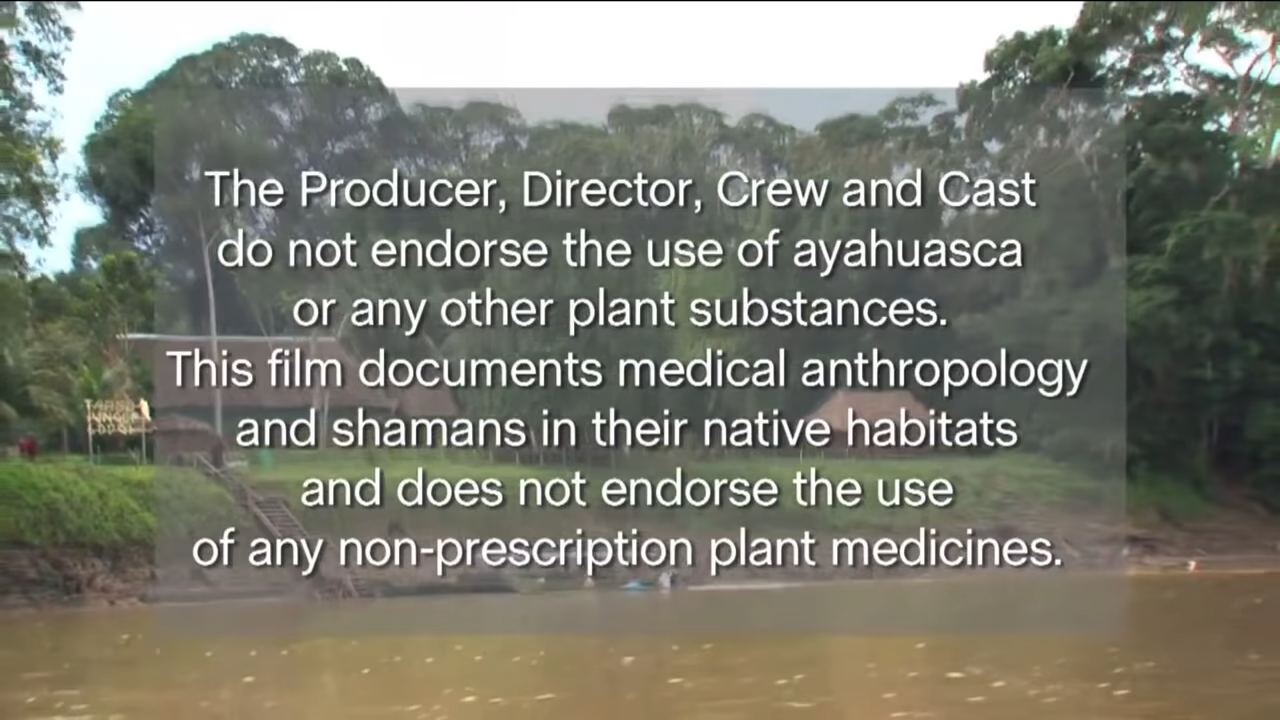 The Producer, Director, Crew and Cast
do not endorse the use of ayahuasca
or any other plant substances.
This film documents medical anthropology
and shamans in their native habitats
and does not endorse the use
of any non-prescription plant medicines.